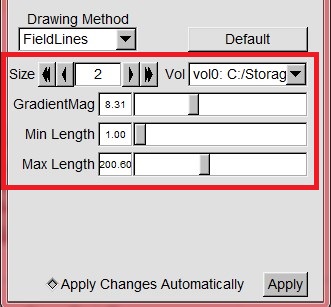 Drawing Method
FieldLines
Default
Size 2 Vol vol0: C:/Storag
GradientMag 8.31
Min Length 1.00
Max Length 200.60
Apply Changes Automatically Apply